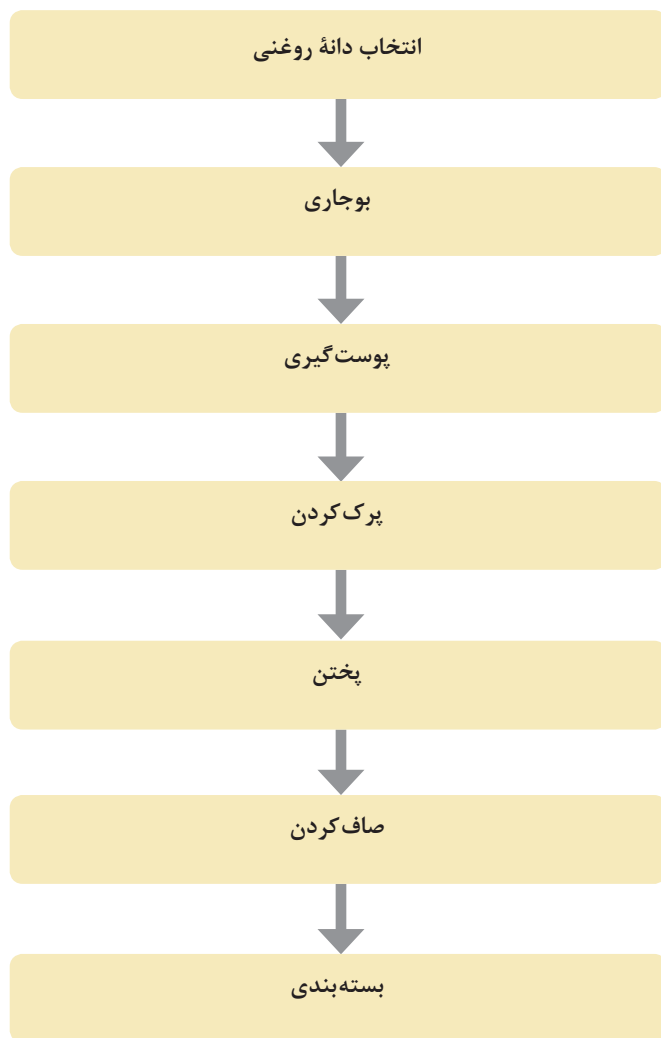 انتخاب دانهٔ روغنی
بوجاری
پوست‌گیری
پرک‌کردن
پختن
صاف‌کردن
بسته‌بندی